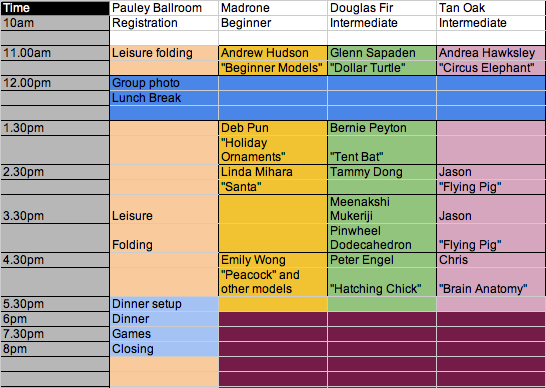 Time Pauley Ballroom Madrone Douglas Fir Tan Oak
10am Registration Beginner Intermediate Intermediate
11.00am Leisure folding Andrew Hudson Glenn Sapaden Andrea Hawksley
"Beginner Models" "Dollar Turtle" "Circus Elephant"
12.00pm Group photo
Lunch Break
1.30pm Deb Pun Bernie Peyton
"Holiday
Ornaments" "Tent Bat"
2.30pm Linda Mihara Tammy Dong Jason
"Santa" "Flying Pig"
Meenakshi
3.30pm Leisure Mukeriji Jason
Pinwheel
Folding Dodecahedron "Flying Pig"
4.30pm Emily Wong Peter Engel Chris
"Peacock" and
other models "Hatching Chick" "Brain Anatomy"
5.30pm Dinner setup
6pm Dinner
7.30pm Games
8pm Closing